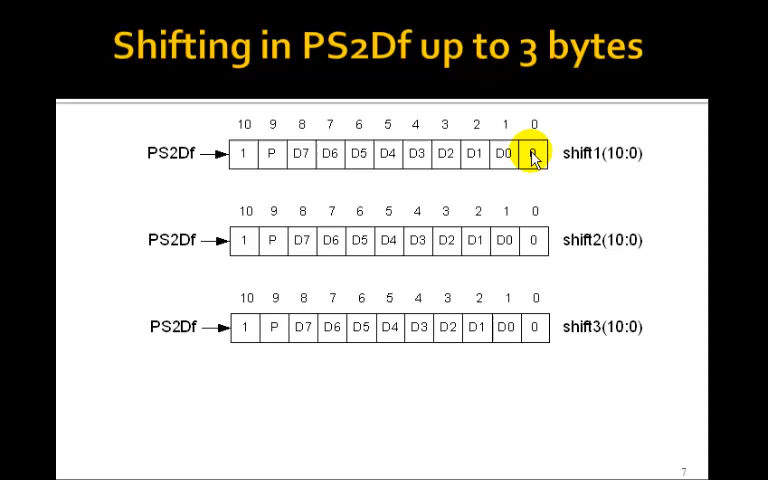 Shifting in PS2Df up to 3 bytes
10 9 8 7 6 5 4 3 2 1 0
PS2Df 1 P D7 D6 D5 D4 D3 D2 D1 D0 shift1(10:0)
10 9 8 7 6 5 4 3 2 1 0
PS2Df 1 P D7 D6 D5 D4 D3 D2 D1 D0 0 shift2(10:0)
10 9 8 7 6 5 4 3 2 1 0
PS2Df 1 P D7 D6 D5 D4 D3 D2 D1 D0 0 shift3(10:0)
7